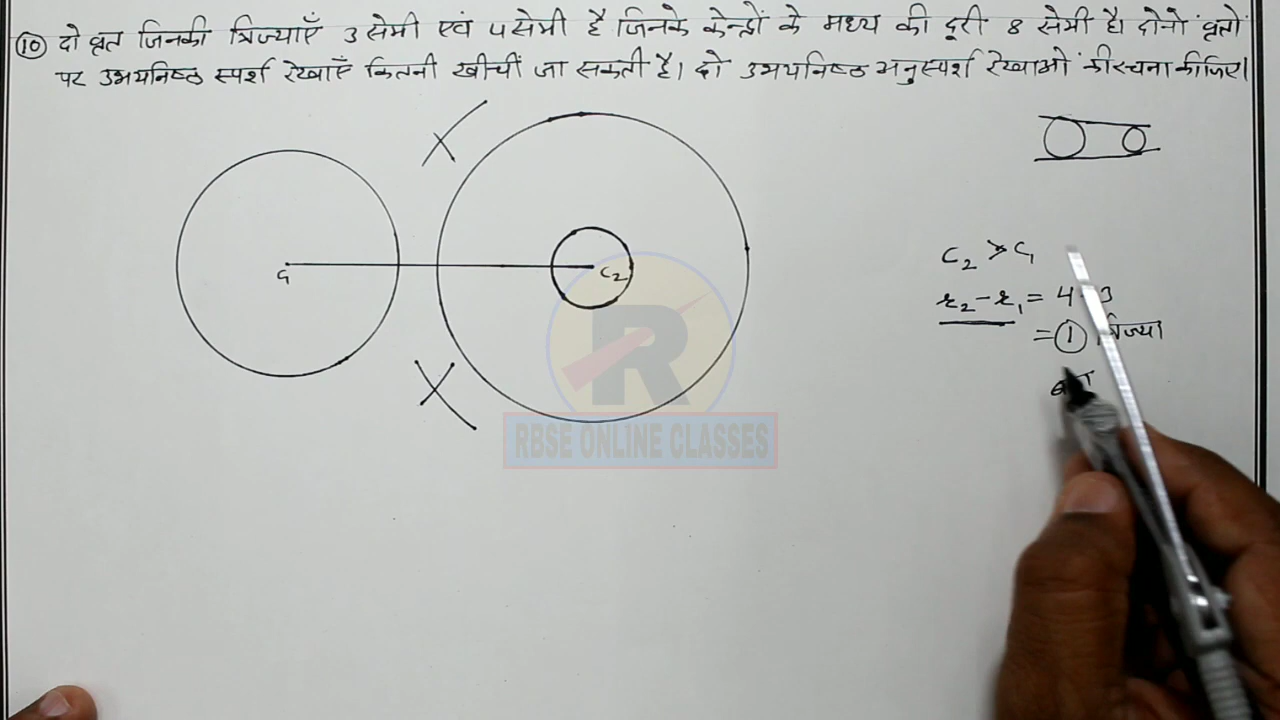 ⑩ दो वृत जिनकी त्रिज्याएँ 3 सेमी एवं 4 सेमी है जिनके केन्द्रों के मध्य की दूरी 8 सेमी है। दोनों वृतों
पर उभयनिष्ठ स्पर्श रेखाएँ कितनी खीचीं जा सकती है। दो उभयनिष्ठ अनुस्पर्श रेखाओं की रचना कीजिए।
C₁
C₂
C₂ > C₁
r₂ - r₁ = 4 - 3
= ① त्रिज्या
R
RBSE ONLINE CLASSES